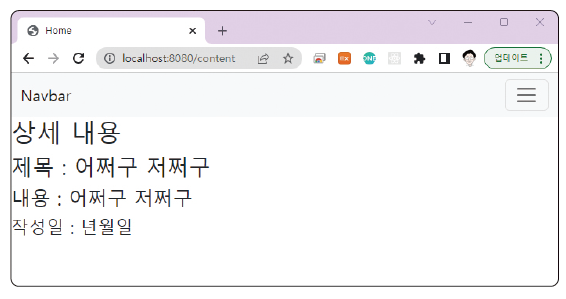 Home
localhost:8080/content
업데이트
Navbar
상세 내용
제목 : 어쩌구 저쩌구
내용 : 어쩌구 저쩌구
작성일 : 년월일